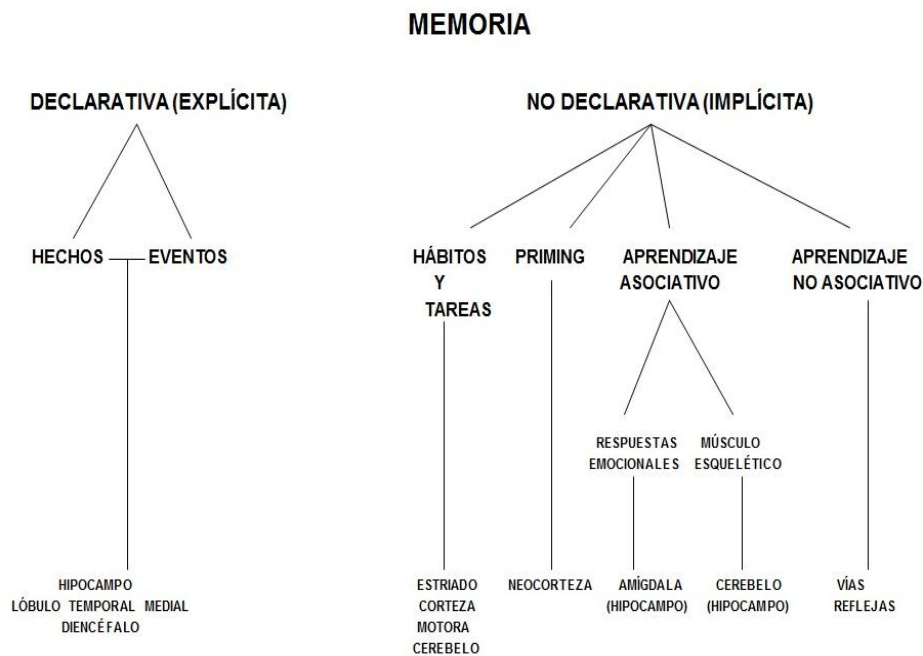 MEMORIA
DECLARATIVA (EXPLÍCITA)
NO DECLARATIVA (IMPLÍCITA)
HECHOS
EVENTOS
HÁBITOS
Y
TAREAS
PRIMING
APRENDIZAJE
ASOCIATIVO
APRENDIZAJE
NO ASOCIATIVO
RESPUESTAS
EMOCIONALES
MÚSCULO
ESQUELÉTICO
HIPOCAMPO
LÓBULO TEMPORAL MEDIAL
DIENCÉFALO
ESTRIADO
CORTEZA
MOTORA
CEREBELO
NEOCORTEZA
AMÍGDALA
(HIPOCAMPO)
CEREBELO
(HIPOCAMPO)
VÍAS
REFLEJAS